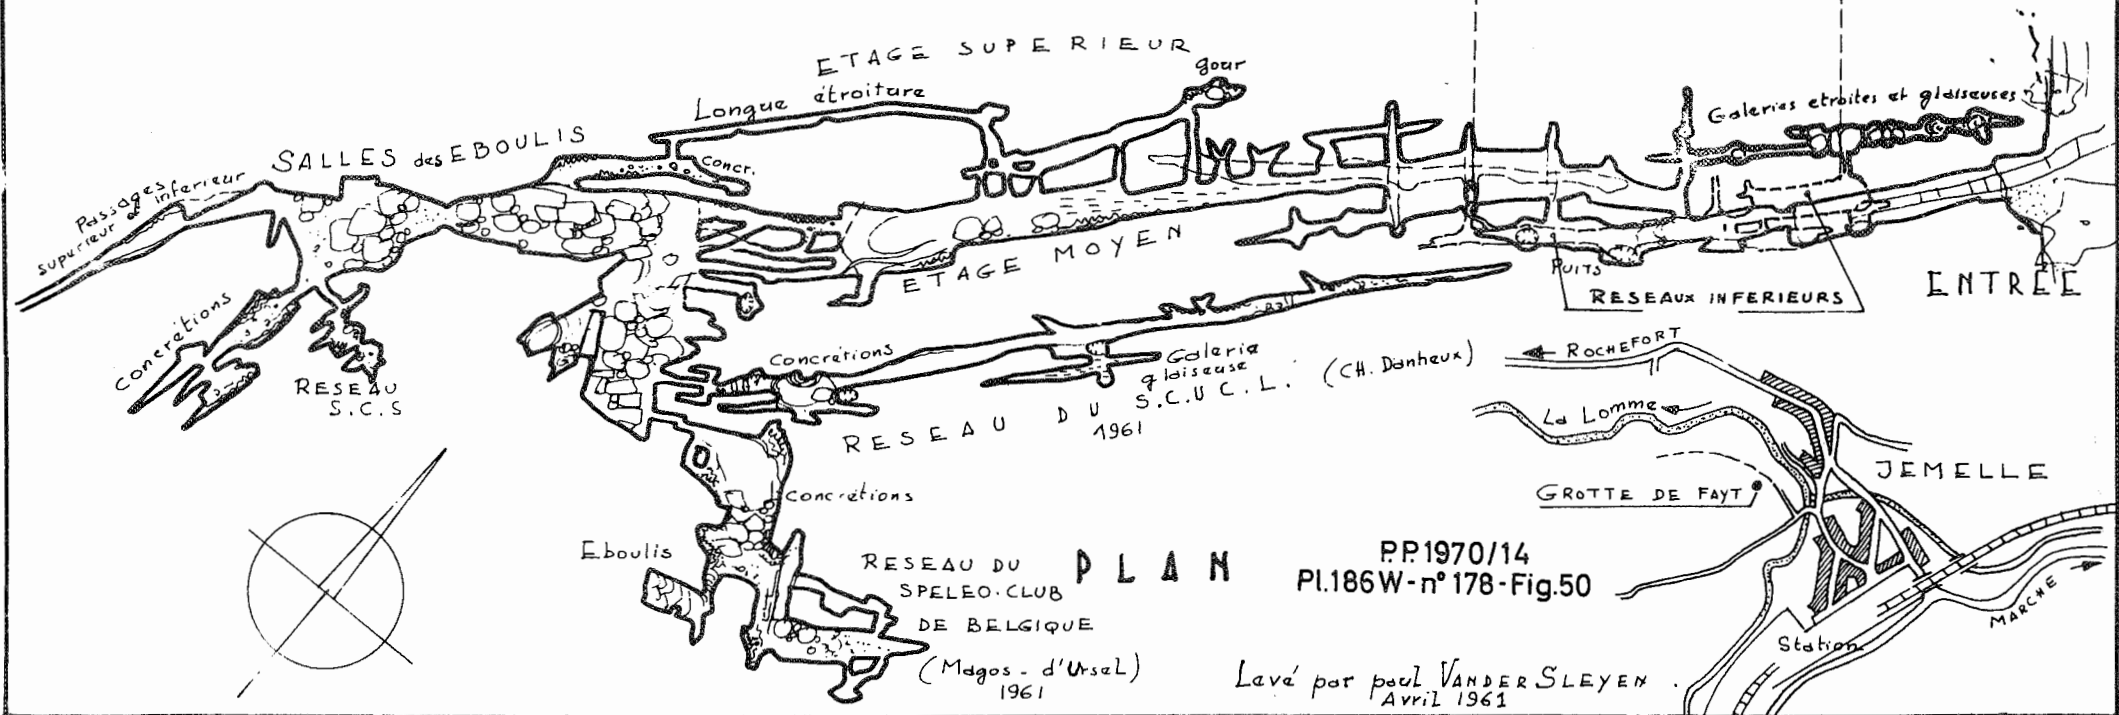 ETAGE SUPERIEUR
gour
Longue étroiture
Galeries etroites et glaiseuses
SALLES des EBOULIS
Concr.
Passages
supérieur et inférieur
ETAGE MOYEN
PUITS
RESEAUX INFERIEURS
ENTREE
Concrétions
RESEAU
S.C.S
Concrétions
Galerie
glaiseuse
RESEAU DU S.C.U.C.L. (CH. Danheux)
1961
ROCHEFORT
La Lomme
JEMELLE
GROTTE DE FAYT
Concrétions
Eboulis
RESEAU DU
SPELEO.CLUB
DE BELGIQUE
(Magos - d'Ursel)
1961
PLAN
P.P.1970/14
Pl.186W-n°178-Fig.50
MARCHE
Station
Levé par paul VANDER SLEYEN.
Avril 1961